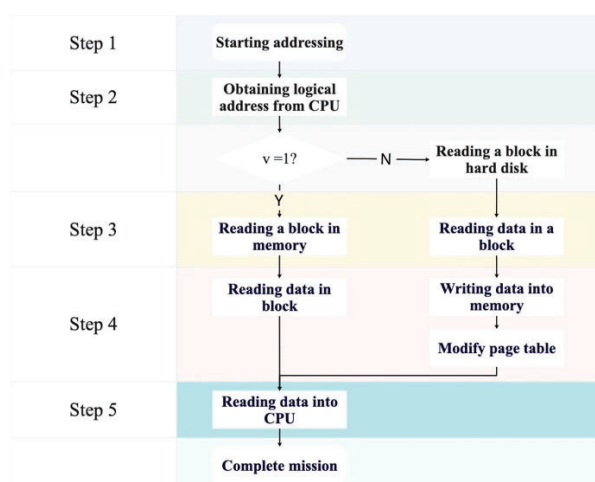 Step 1
Starting addressing
Step 2
Obtaining logical
address from CPU
v =1?
N
Reading a block in
hard disk
Y
Step 3
Reading a block in
memory
Reading data in a
block
Step 4
Reading data in
block
Writing data into
memory
Modify page table
Step 5
Reading data into
CPU
Complete mission